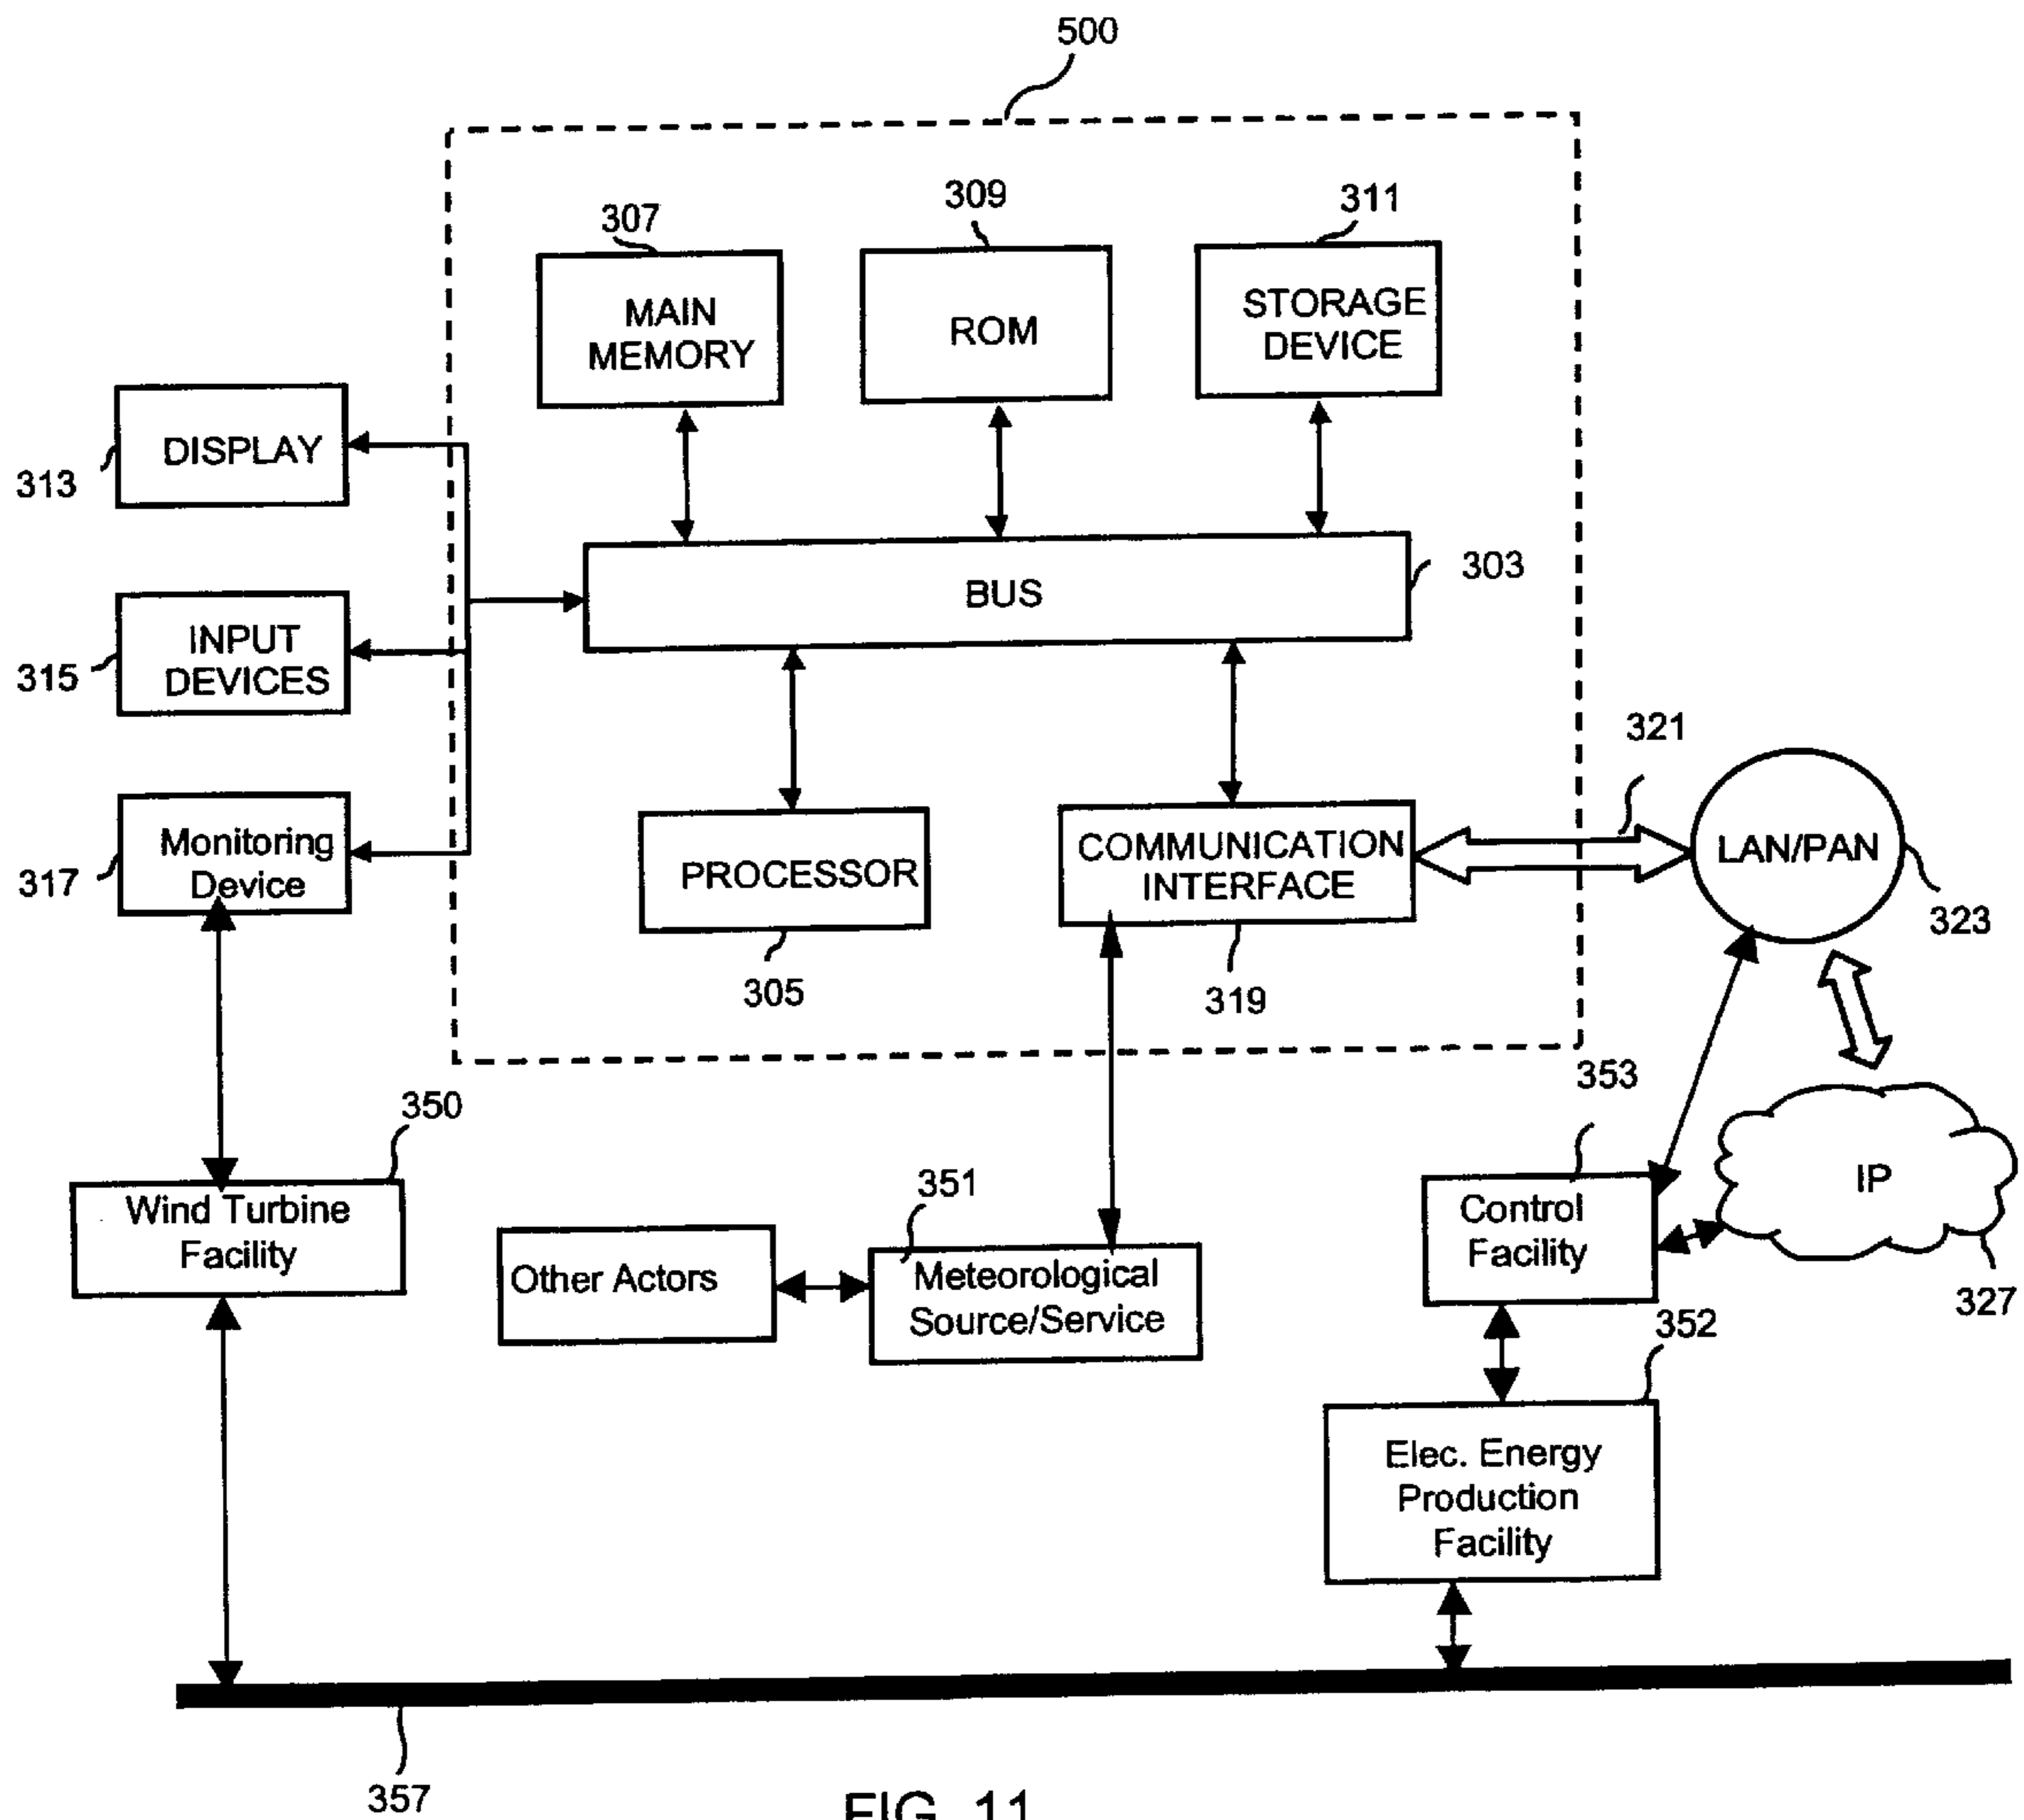 500
307
309
311
MAIN
MEMORY
ROM
STORAGE
DEVICE
DISPLAY
313
BUS
303
INPUT
DEVICES
315
Monitoring
Device
317
PROCESSOR
305
COMMUNICATION
INTERFACE
319
321
LAN/PAN
323
350
Wind Turbine
Facility
Other Actors
351
Meteorological
Source/Service
353
Control
Facility
IP
327
352
Elec. Energy
Production
Facility
357
FIG. 11